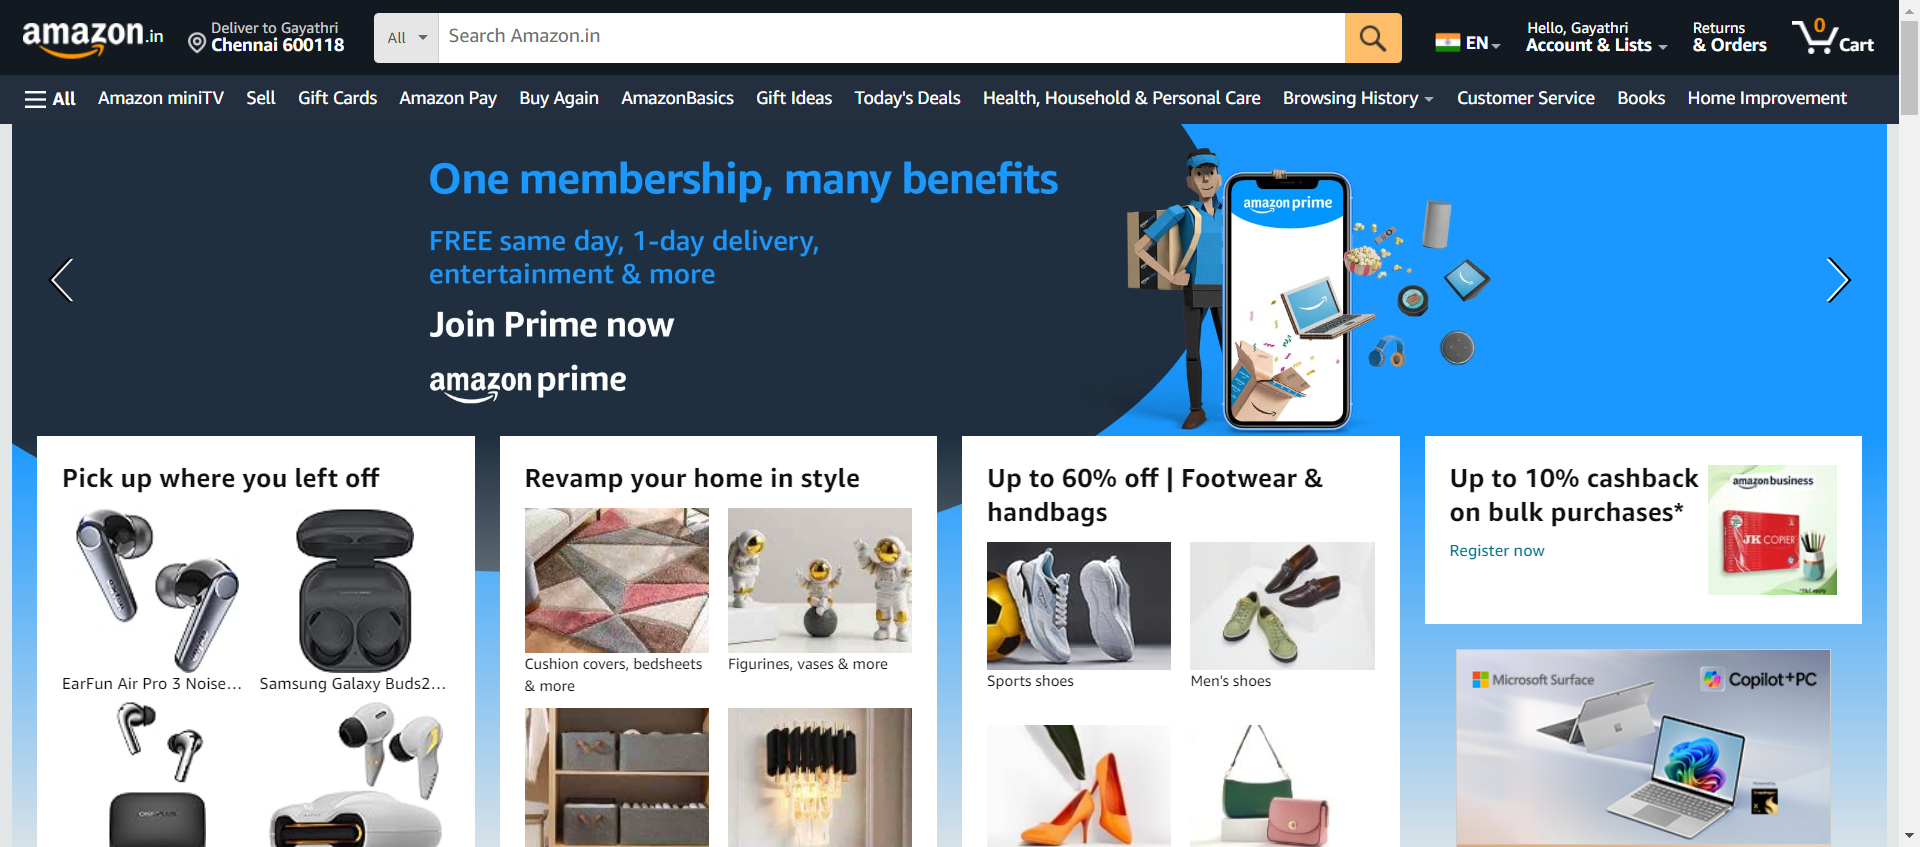 amazon.in
Deliver to Gayathri
Chennai 600118
All
Search Amazon.in
EN
Hello, Gayathri
Account & Lists
Returns
& Orders
0
Cart
All
Amazon miniTV
Sell
Gift Cards
Amazon Pay
Buy Again
AmazonBasics
Gift Ideas
Today's Deals
Health, Household & Personal Care
Browsing History
Customer Service
Books
Home Improvement
One membership, many benefits
FREE same day, 1-day delivery,
entertainment & more
Join Prime now
amazon prime
amazon prime
Pick up where you left off
EarFun Air Pro 3 Noise...
Samsung Galaxy Buds2...
ONEPLUS
Revamp your home in style
Cushion covers, bedsheets
& more
Figurines, vases & more
Up to 60% off | Footwear &
handbags
Sports shoes
Men's shoes
Up to 10% cashback
on bulk purchases*
Register now
amazon business
JK COPIER
*T&C apply
Microsoft Surface
Copilot+PC